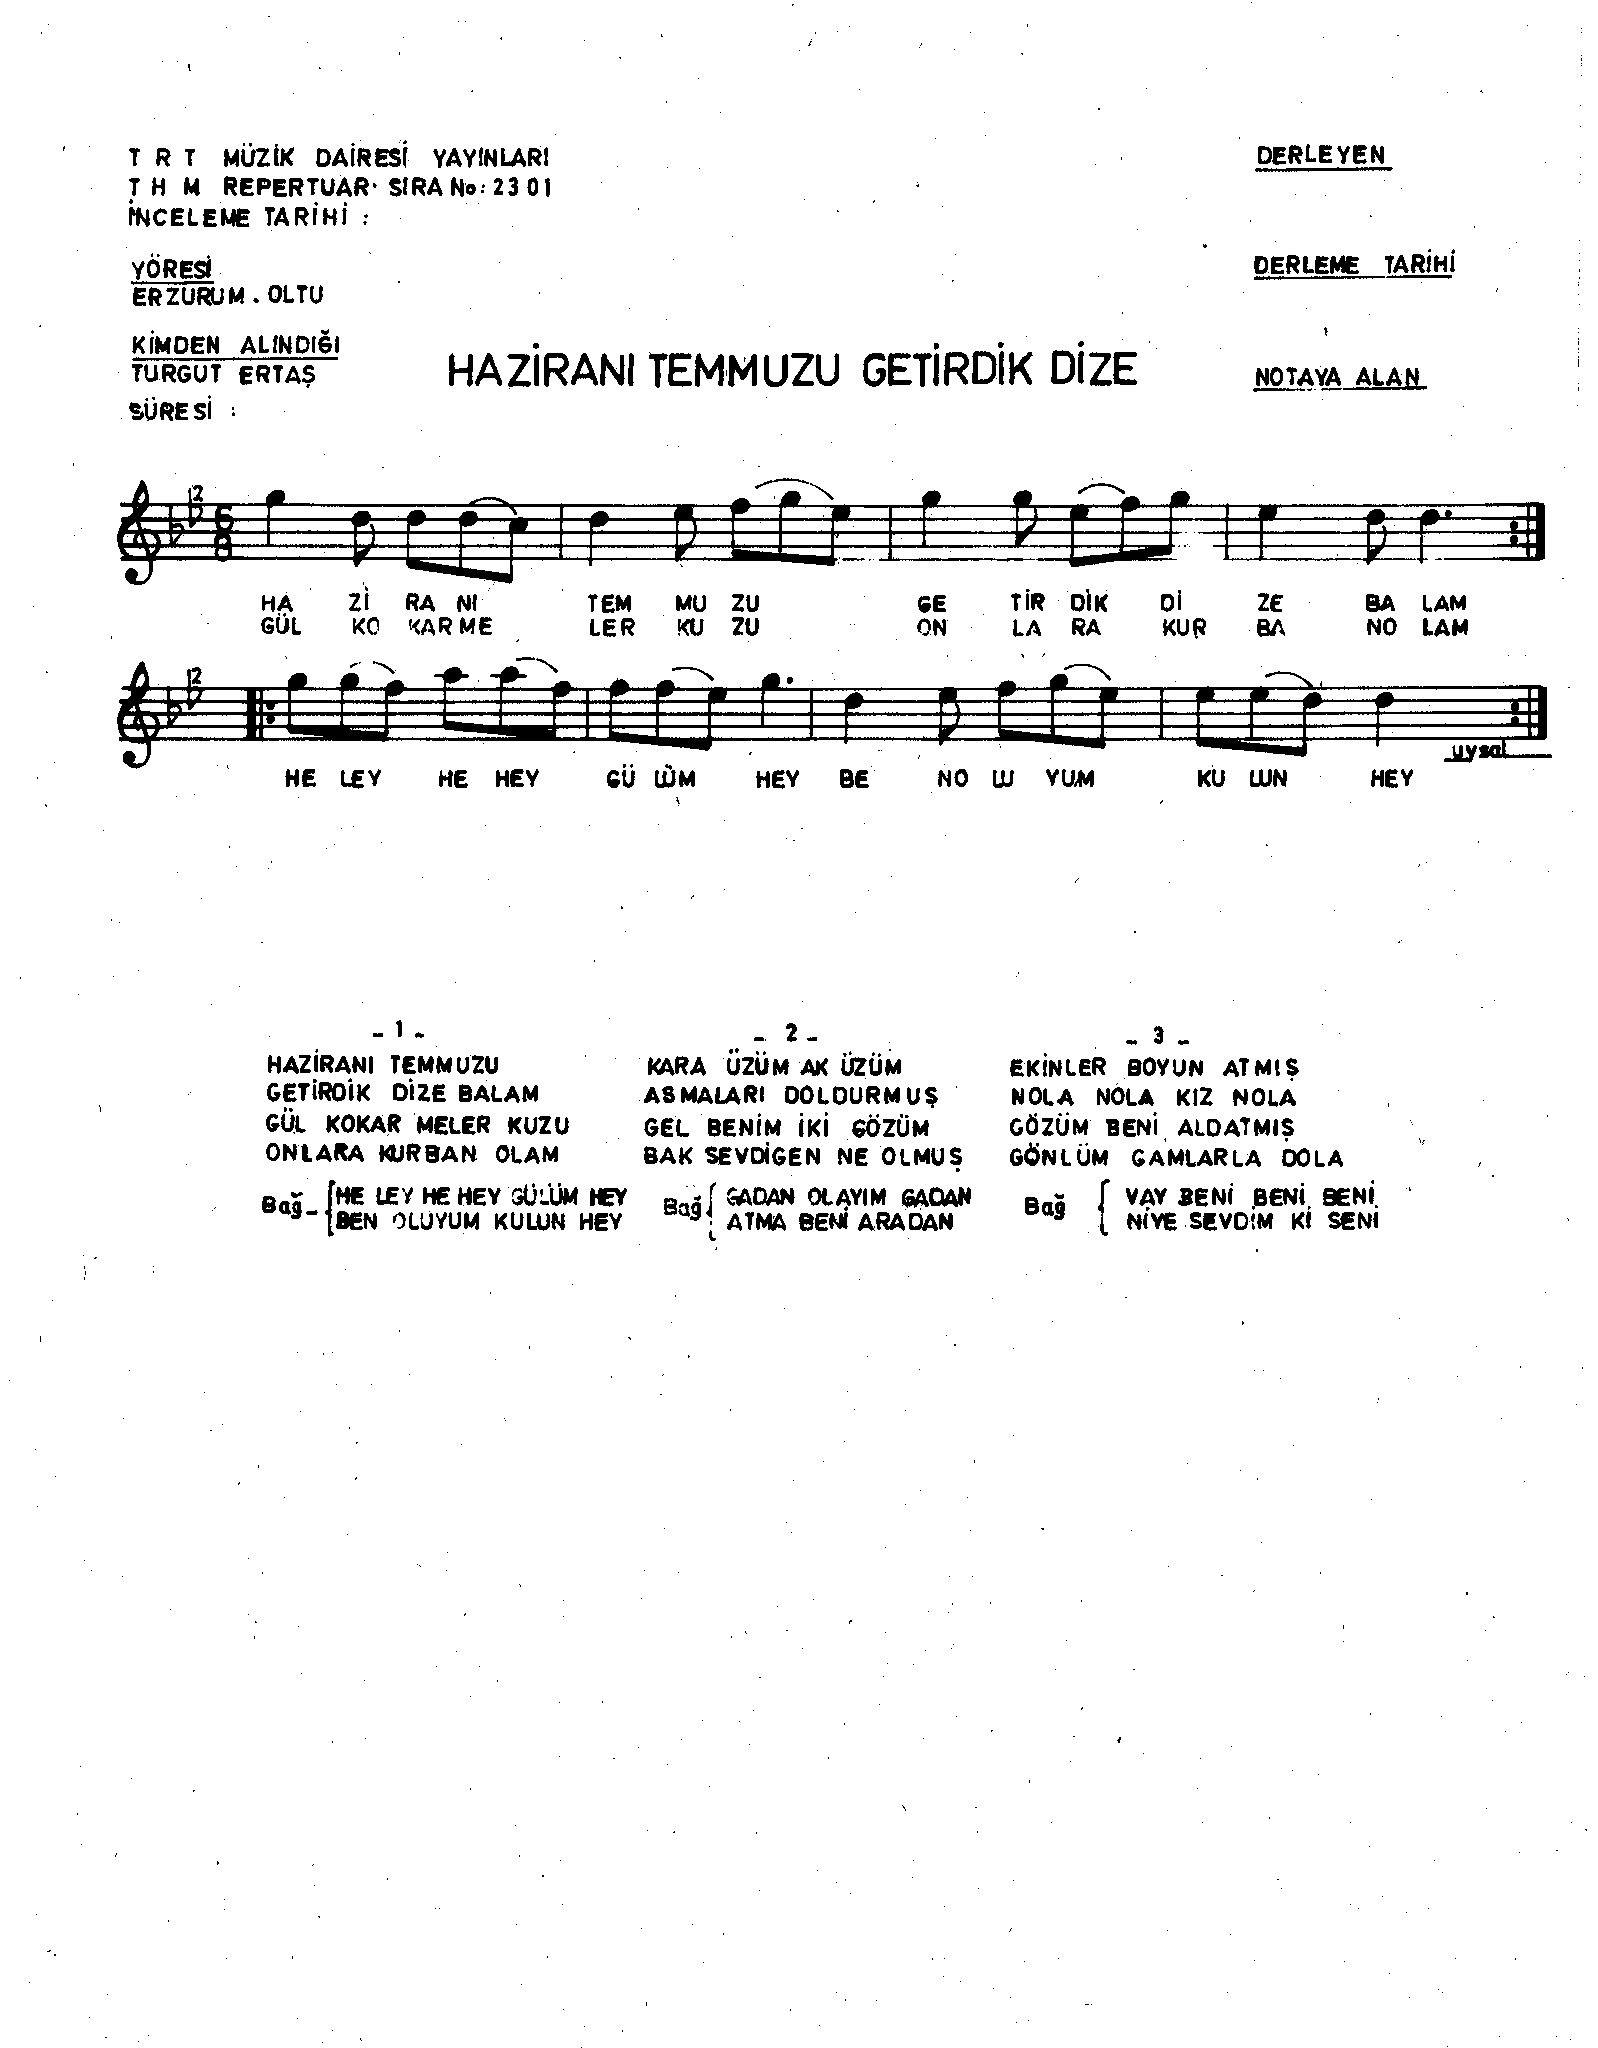 T R T MÜZİK DAİRESİ YAYINLARI
T H M REPERTUAR SIRA No: 2301
İNCELEME TARİHİ :
YÖRESİ
ERZURUM. OLTU
KİMDEN ALINDIĞI
TURGUT ERTAŞ
SÜRESİ :
DERLEYEN
DERLEME TARİHİ
NOTAYA ALAN
HAZİRANI TEMMUZU GETİRDİK DİZE
HA Zİ RA NI TEM MU ZU GE TİR DİK Dİ ZE BA LAM
GÜL KO KAR ME LER KU ZU ON LA RA KUR BA NO LAM
HE LEY HE HEY GÜ LÜM HEY BE NO LU YUM KU LUN HEY
uysal
- 1 -
HAZİRANI TEMMUZU
GETİRDİK DİZE BALAM
GÜL KOKAR MELER KUZU
ONLARA KURBAN OLAM
Bağ- HE LEY HE HEY GÜLÜM HEY
BEN OLUYUM KULUN HEY
- 2 -
KARA ÜZÜM AK ÜZÜM
ASMALARI DOLDURMUŞ
GEL BENİM İKİ GÖZÜM
BAK SEVDİGEN NE OLMUŞ
Bağ GADAN OLAYIM GADAN
ATMA BENİ ARADAN
- 3 -
EKİNLER BOYUN ATMIŞ
NOLA NOLA KIZ NOLA
GÖZÜM BENİ ALDATMIŞ
GÖNLÜM GAMLARLA DOLA
Bağ VAY BENİ BENİ BENİ
NİYE SEVDİM Kİ SENİ